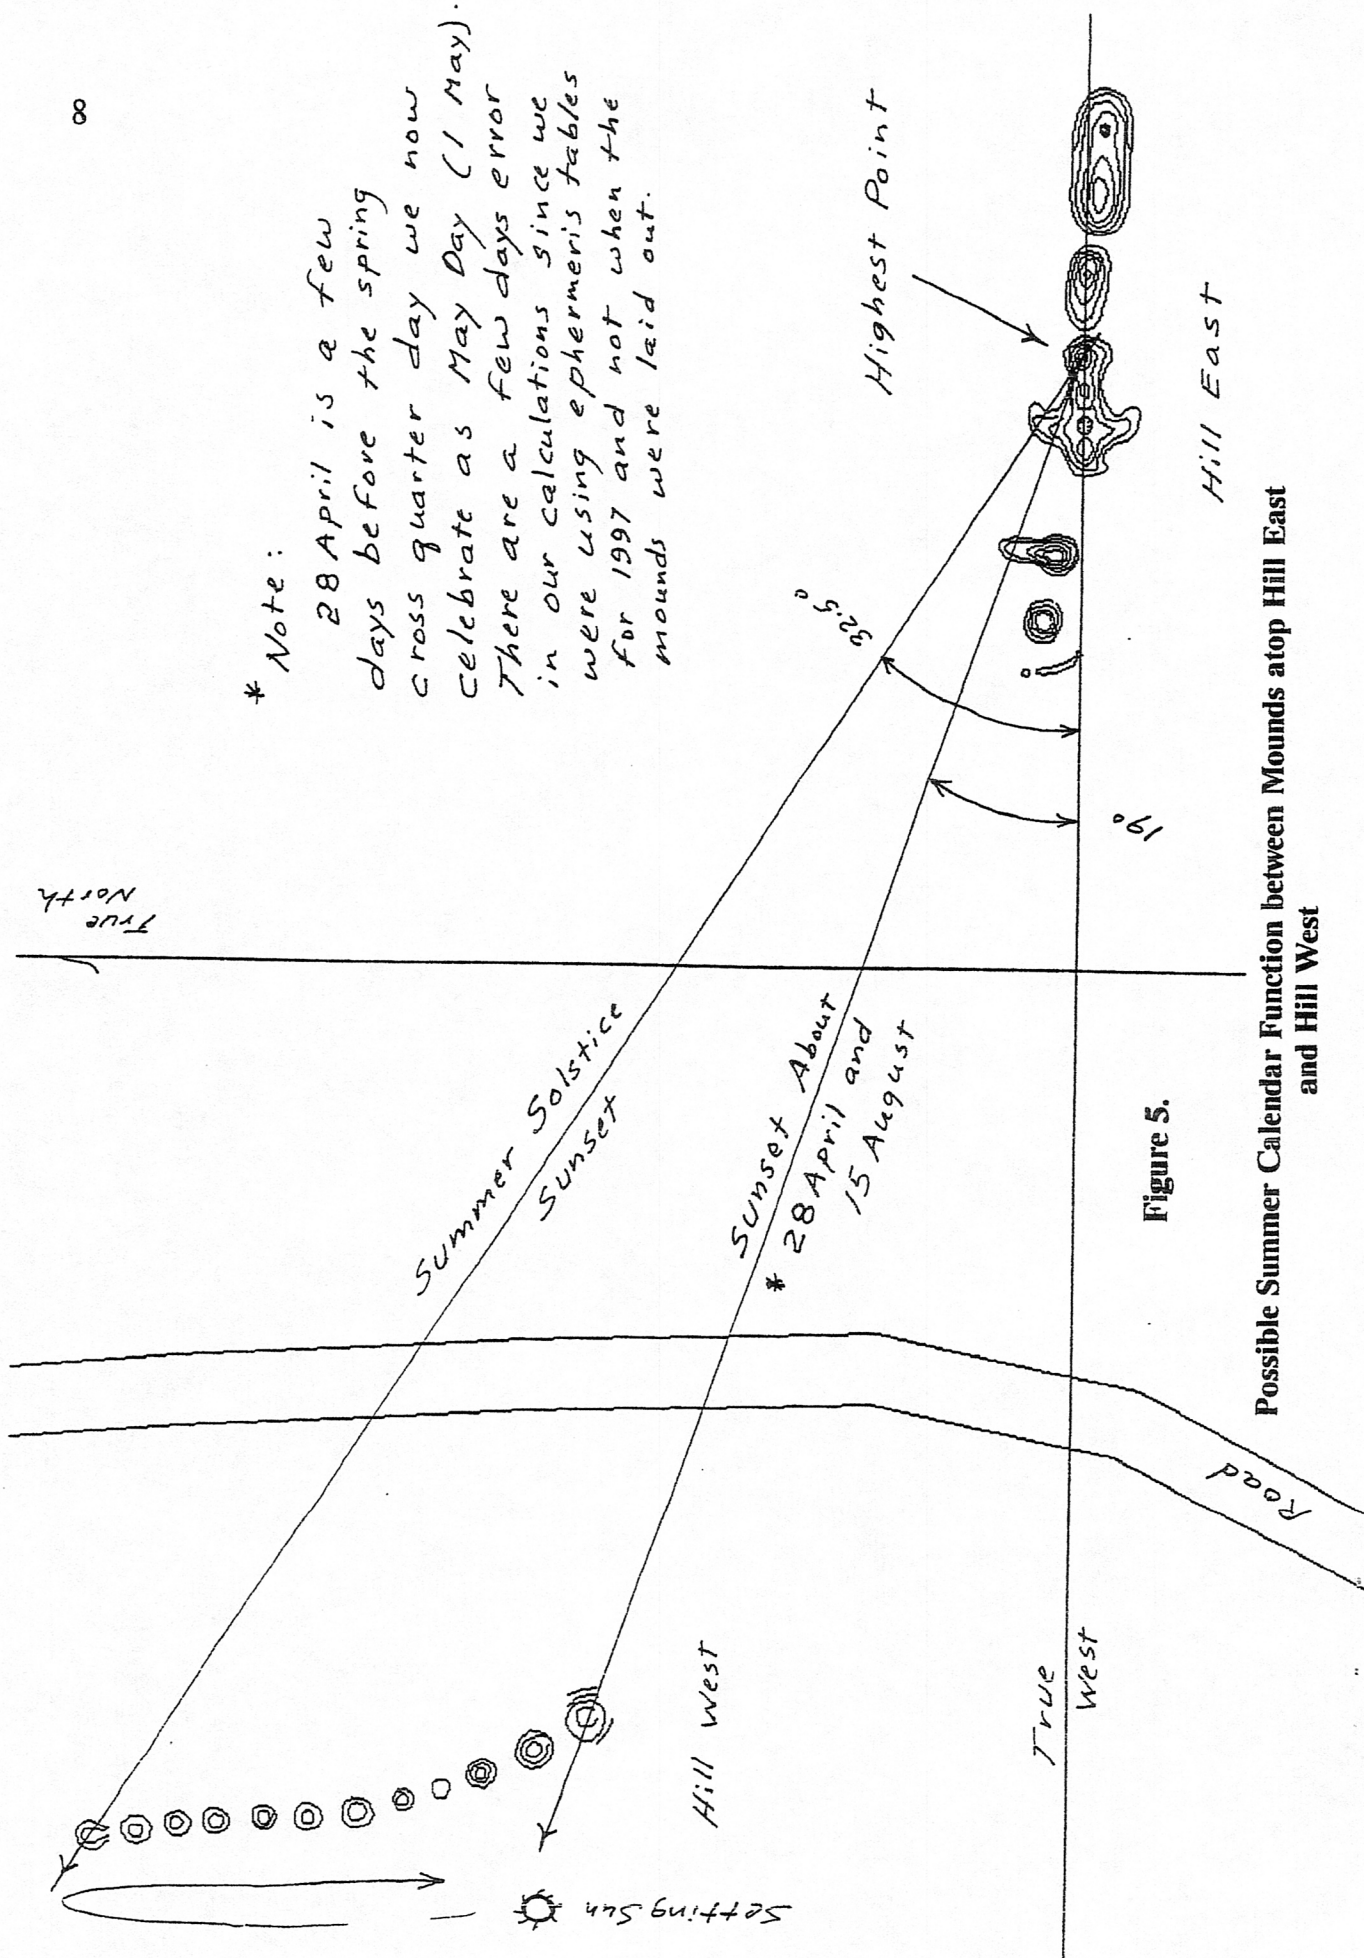 8
* Note:
28 April is a few
days before the spring
cross quarter day we now
celebrate as May Day (1 May).
There are a few days error
in our calculations since we
were using ephermeris tables
for 1997 and not when the
mounds were laid out.
True
North
Highest Point
32.5°
19°
Hill East
Summer Solstice
Sunset
Sunset About
* 28 April and
15 August
Setting Sun
Hill West
True
West
Road
Figure 5.
Possible Summer Calendar Function between Mounds atop Hill East
and Hill West